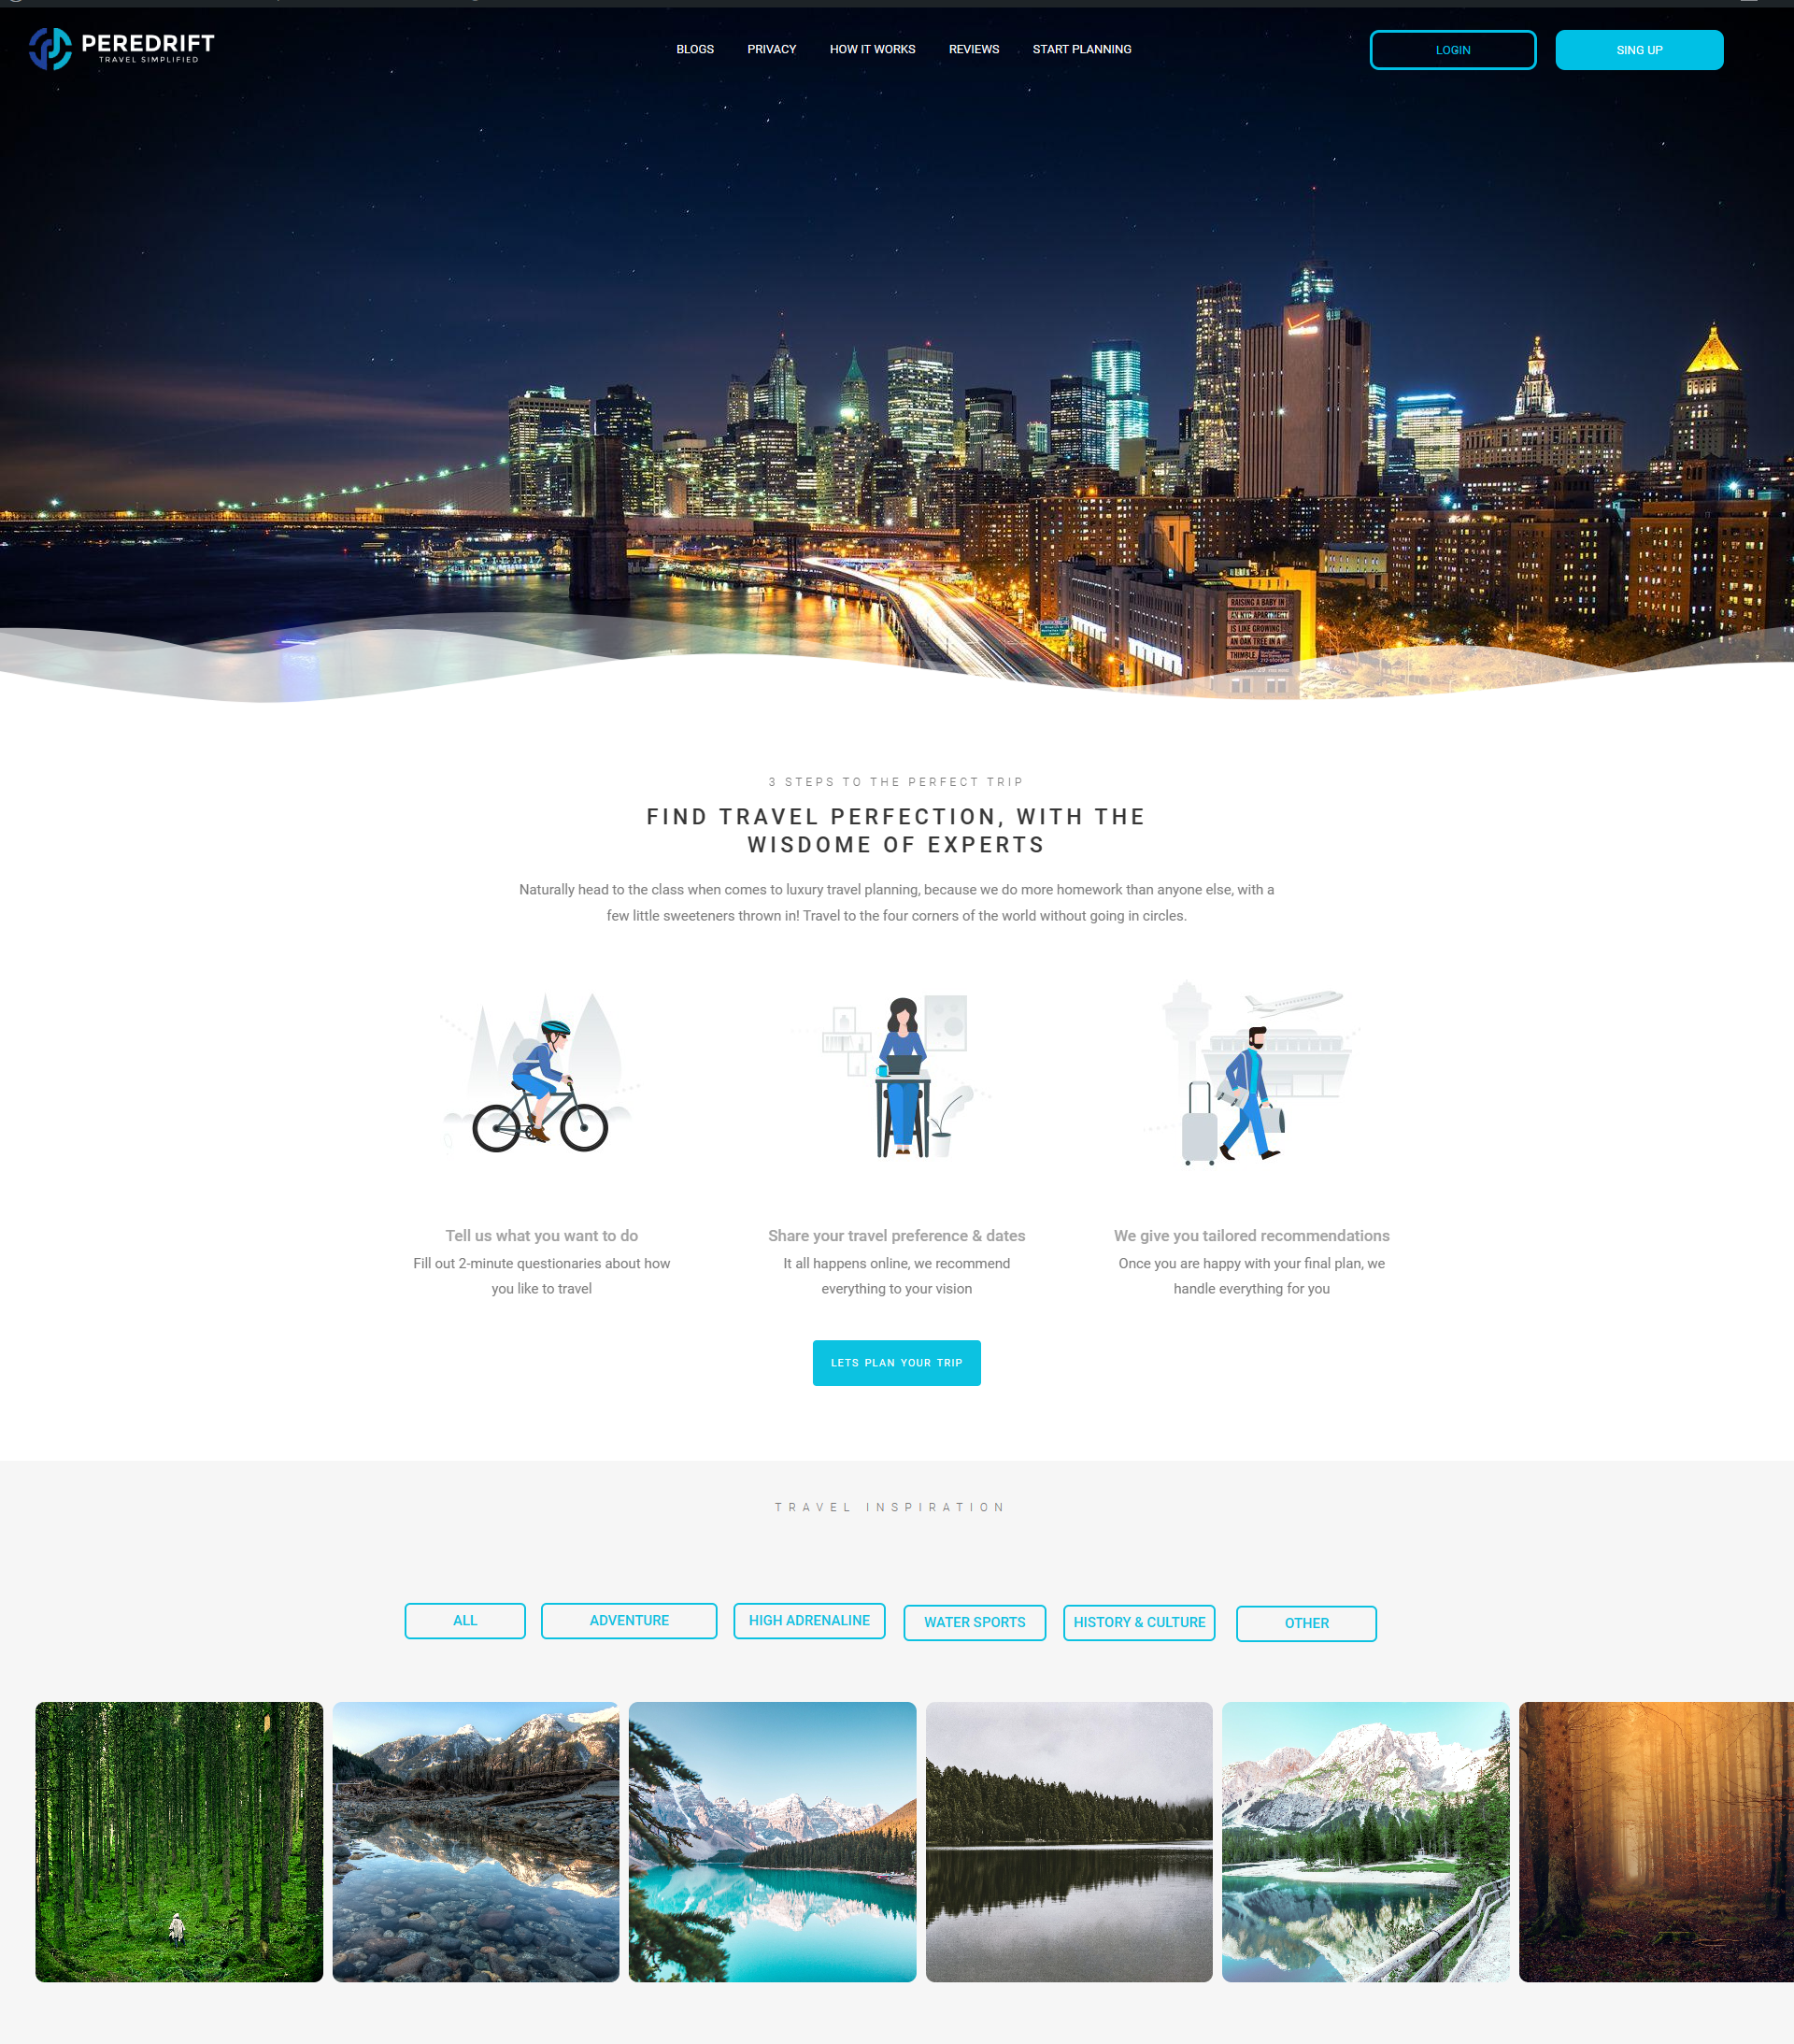 PEREDRIFT
TRAVEL SIMPLIFIED
BLOGS PRIVACY HOW IT WORKS REVIEWS START PLANNING
LOGIN SING UP
RAISING A BABY IN
AN NYC APARTMENT
IS LIKE GROWING
AN OAK TREE IN A
THIMBLE.
3 STEPS TO THE PERFECT TRIP
FIND TRAVEL PERFECTION, WITH THE
WISDOME OF EXPERTS
Naturally head to the class when comes to luxury travel planning, because we do more homework than anyone else, with a
few little sweeteners thrown in! Travel to the four corners of the world without going in circles.
Tell us what you want to do
Fill out 2-minute questionaries about how
you like to travel
Share your travel preference & dates
It all happens online, we recommend
everything to your vision
We give you tailored recommendations
Once you are happy with your final plan, we
handle everything for you
LETS PLAN YOUR TRIP
TRAVEL INSPIRATION
ALL ADVENTURE HIGH ADRENALINE WATER SPORTS HISTORY & CULTURE OTHER